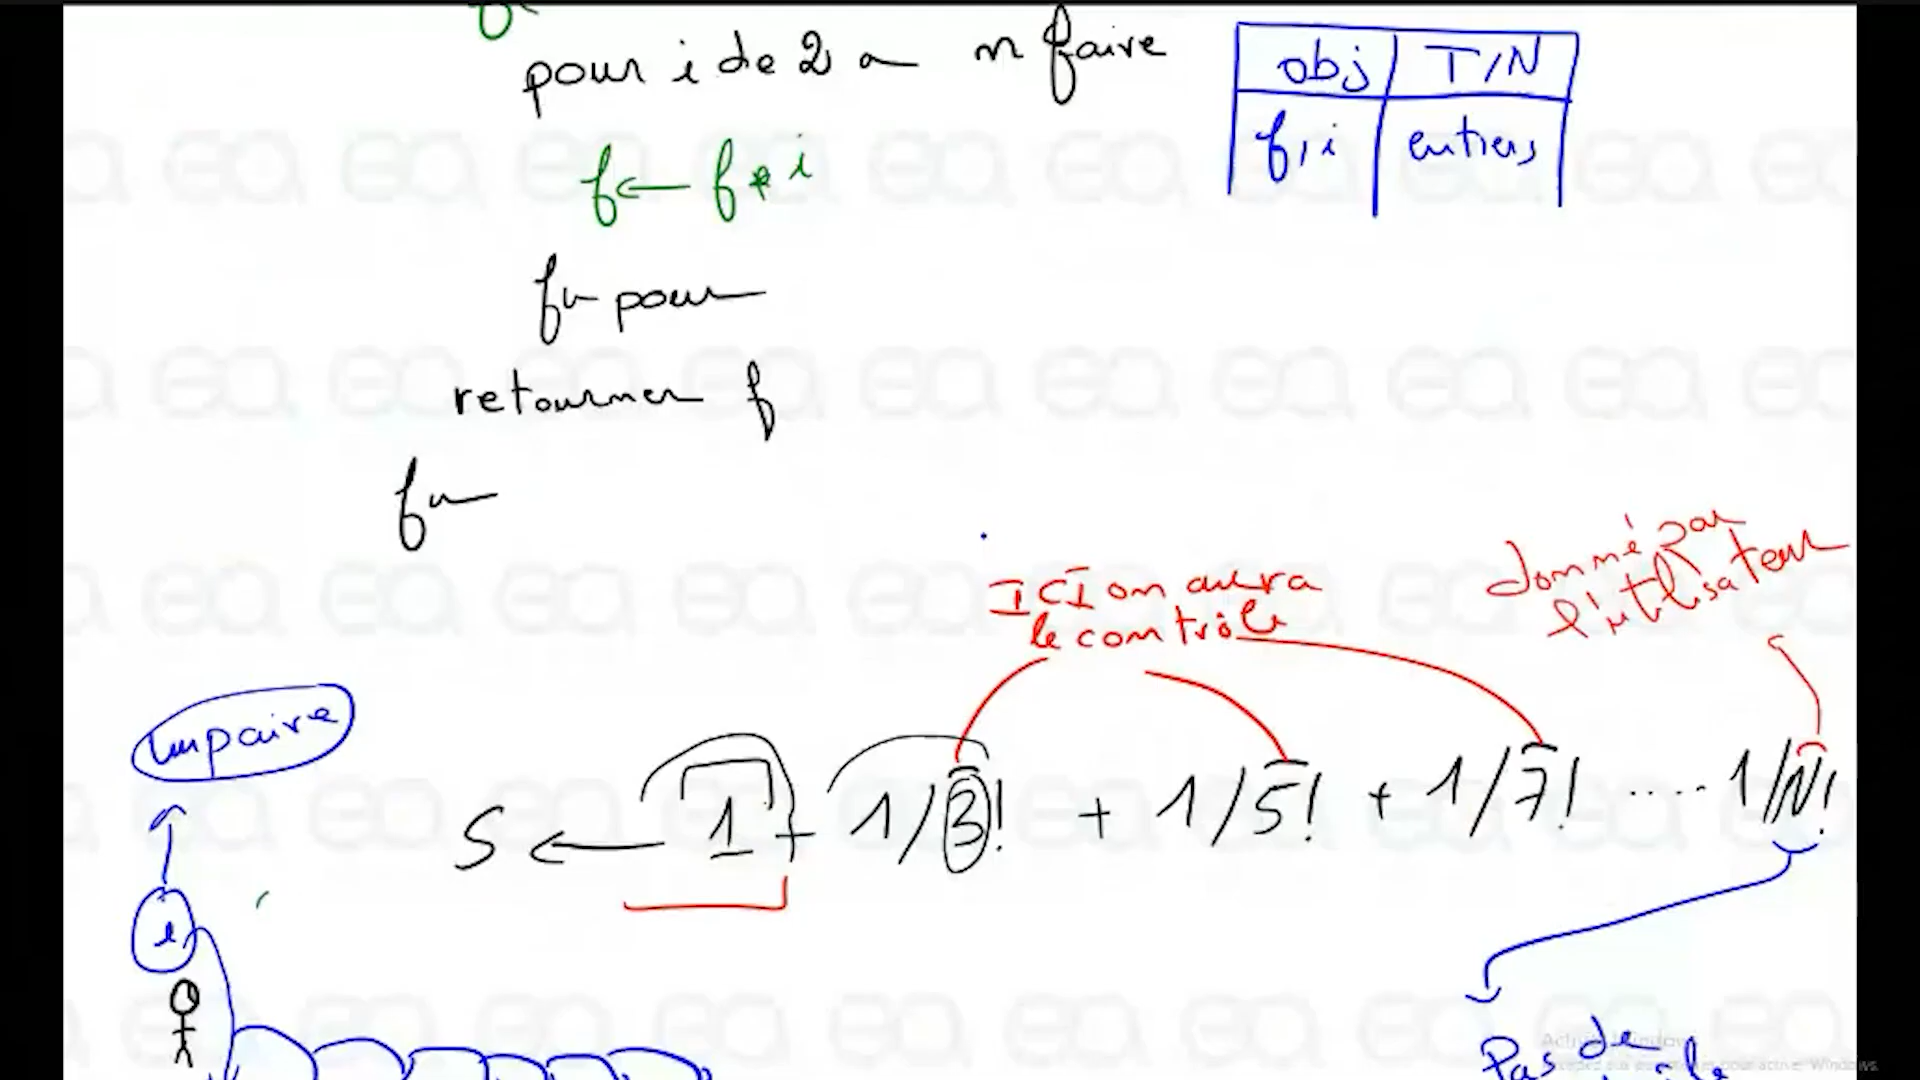 pour i de 2 a n faire
obj | T/N
f, i | entiers
f ← f * i
fin pour
retourner f
fin
ICI on aura
le contrôle
donné par
l'utilisateur
impaire
S ← 1 + 1/3! + 1/5! + 1/7! ..... 1/N!
i
Pas de